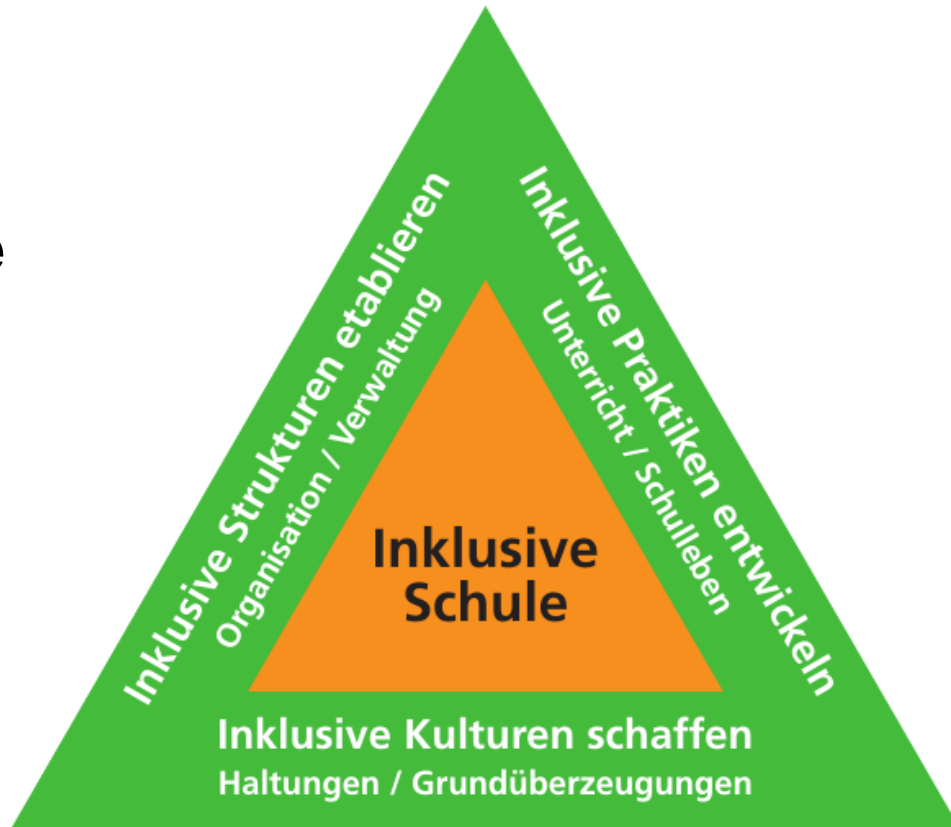 e
Inklusive Strukturen etablieren
Organisation / Verwaltung
Inklusive Praktiken entwickeln
Unterricht / Schulleben
Inklusive
Schule
Inklusive Kulturen schaffen
Haltungen / Grundüberzeugungen